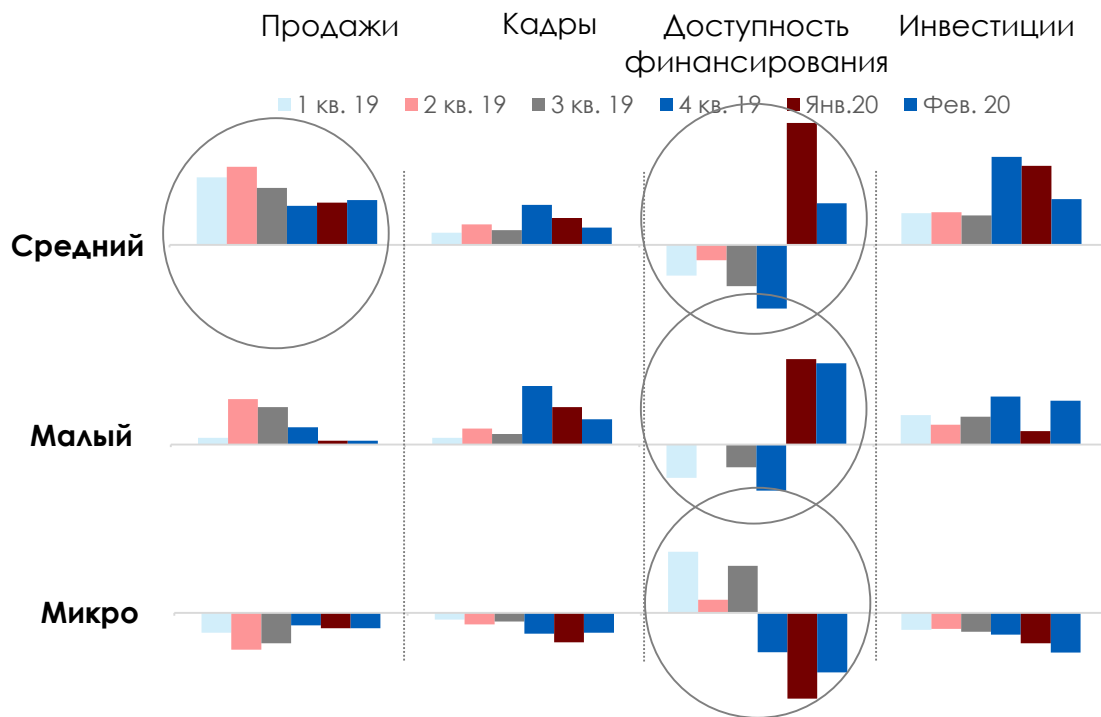 Продажи
Кадры
Доступность
финансирования
Инвестиции
1 кв. 19 2 кв. 19 3 кв. 19 4 кв. 19 Янв.20 Фев. 20
Средний
Малый
Микро